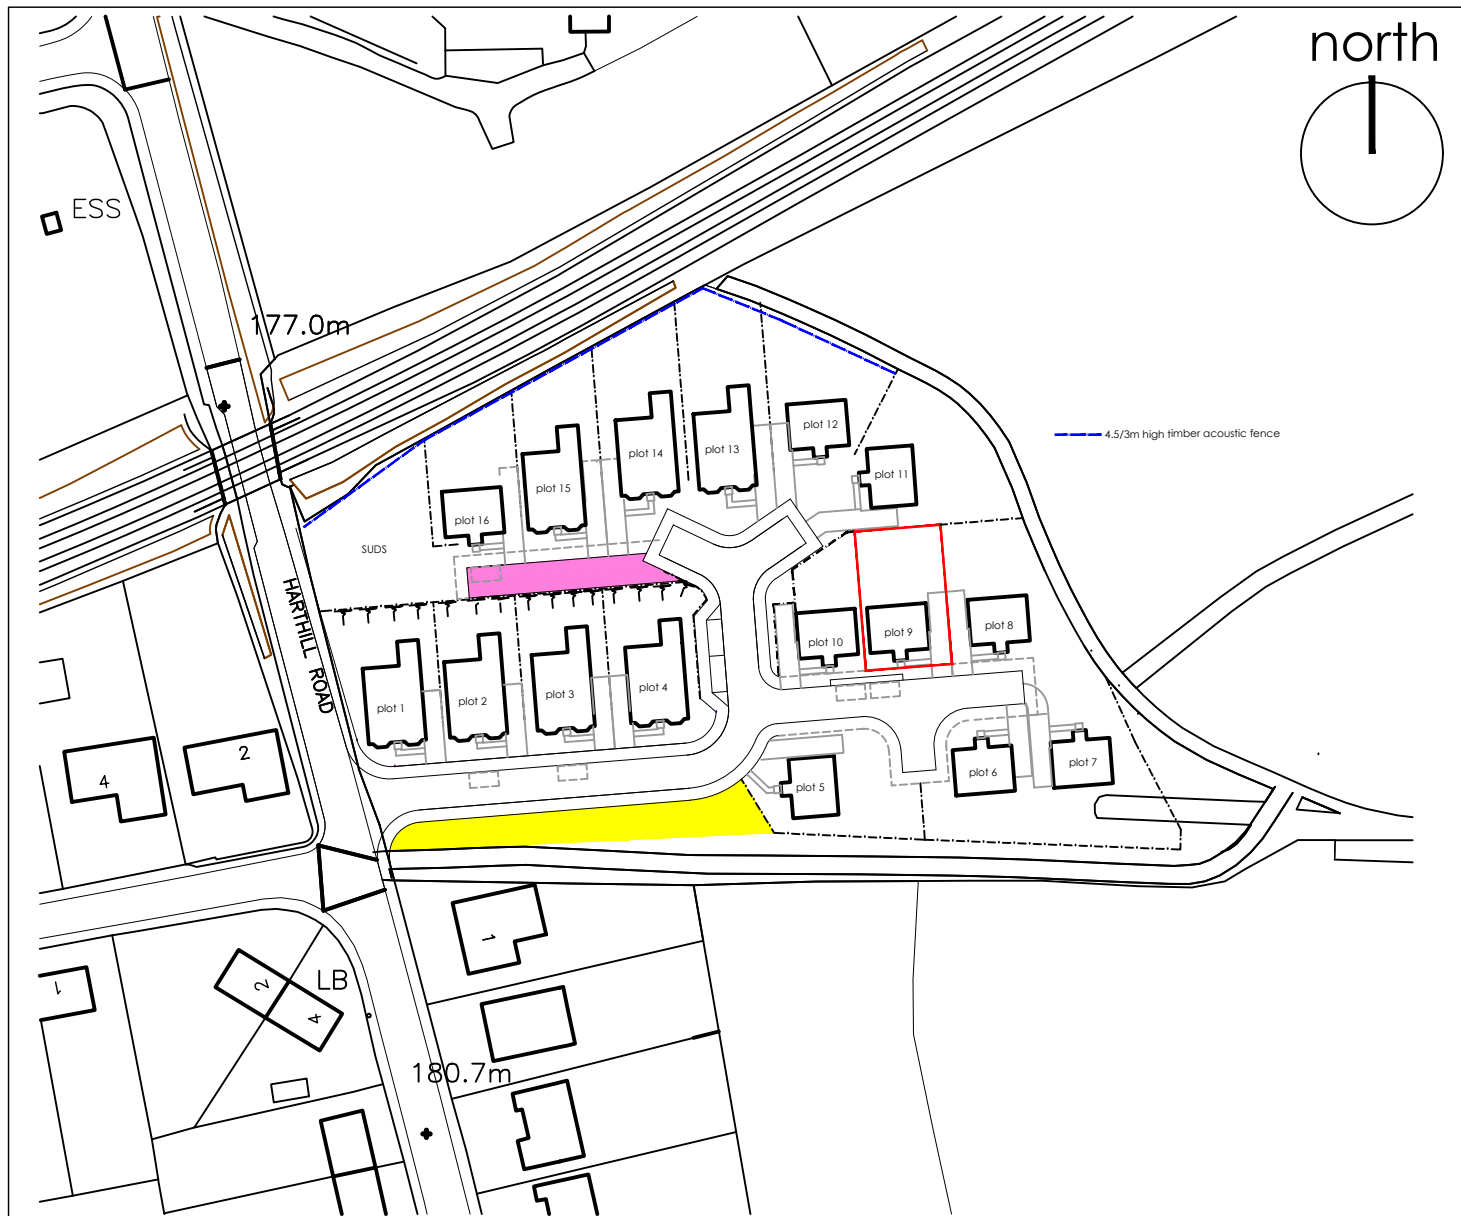 north
ESS
177.0m
plot 12
4.5/3m high timber acoustic fence
plot 13
plot 14
plot 11
plot 15
plot 16
SUDS
HARTHILL ROAD
plot 9
plot 8
plot 10
plot 4
plot 3
plot 2
plot 1
2
4
plot 7
plot 6
plot 5
1
LB
2
4
1
180.7m